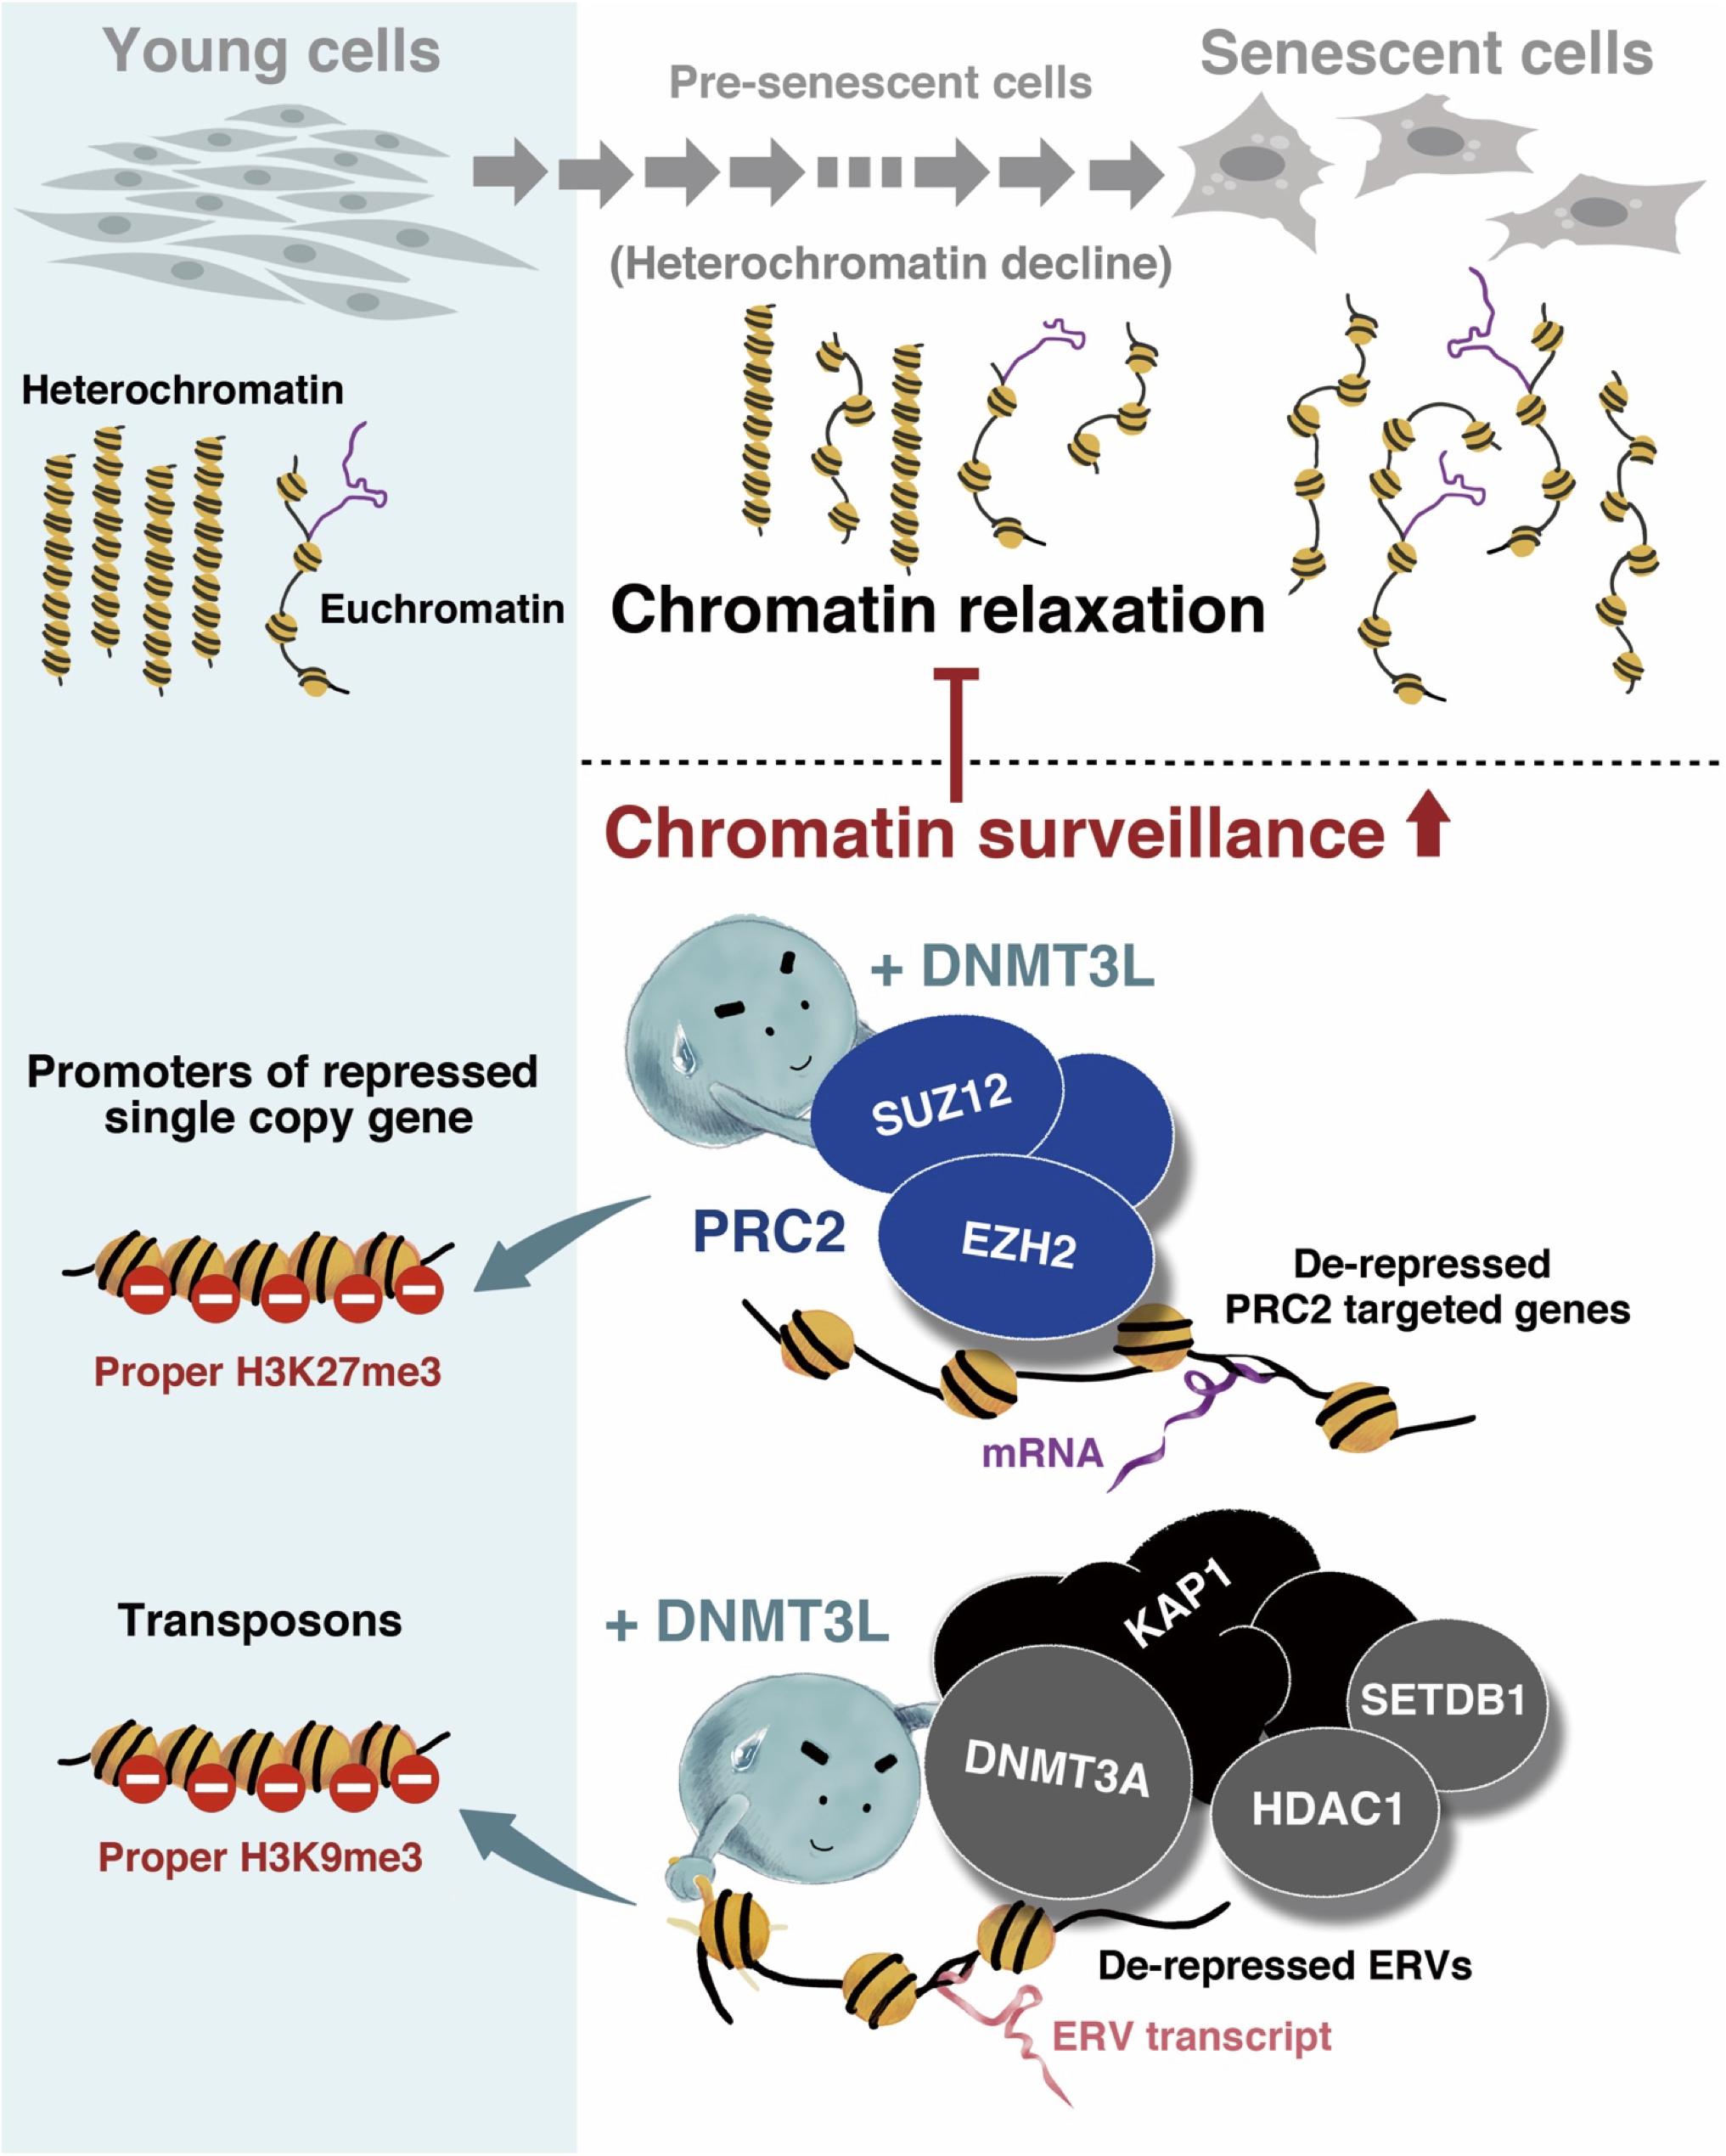 Young cells
Pre-senescent cells
Senescent cells
(Heterochromatin decline)
Heterochromatin
Euchromatin
Chromatin relaxation
Chromatin surveillance
+ DNMT3L
SUZ12
Promoters of repressed
single copy gene
PRC2
EZH2
De-repressed
PRC2 targeted genes
Proper H3K27me3
mRNA
KAP1
Transposons
+ DNMT3L
SETDB1
DNMT3A
HDAC1
Proper H3K9me3
De-repressed ERVs
ERV transcript